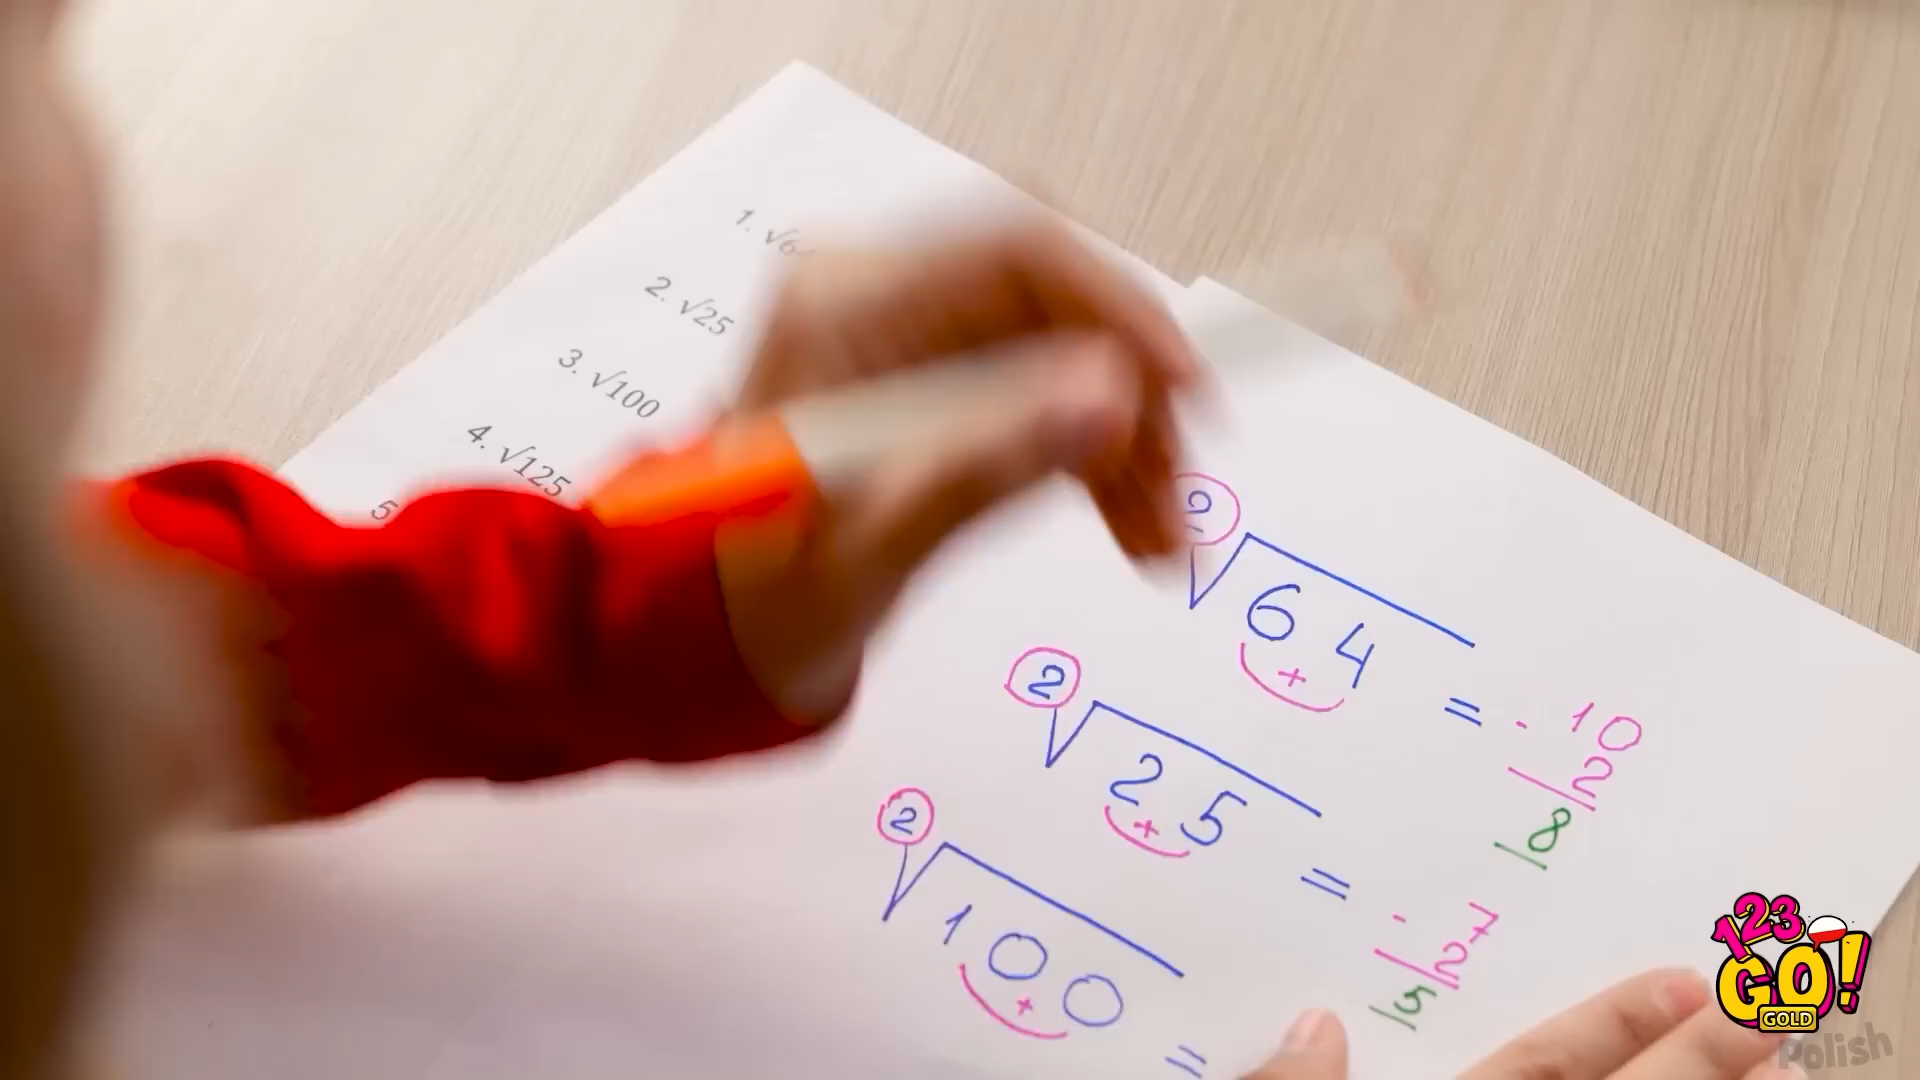 1. √64
2. √25
3. √100
4. √125
5
2√64 = - 10
2
8
+
2√25 = - 7
2
5
+
2√100 =
+
123 GO!
GOLD
Polish